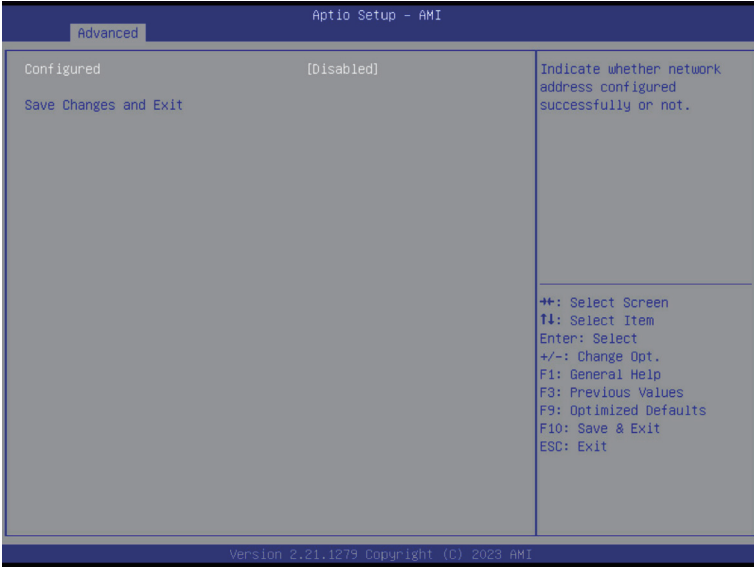 Aptio Setup - AMI
Advanced
Configured [Disabled]
Save Changes and Exit
Indicate whether network
address configured
successfully or not.
→←: Select Screen
↑↓: Select Item
Enter: Select
+/-: Change Opt.
F1: General Help
F3: Previous Values
F9: Optimized Defaults
F10: Save & Exit
ESC: Exit
Version 2.21.1279 Copyright (C) 2023 AMI